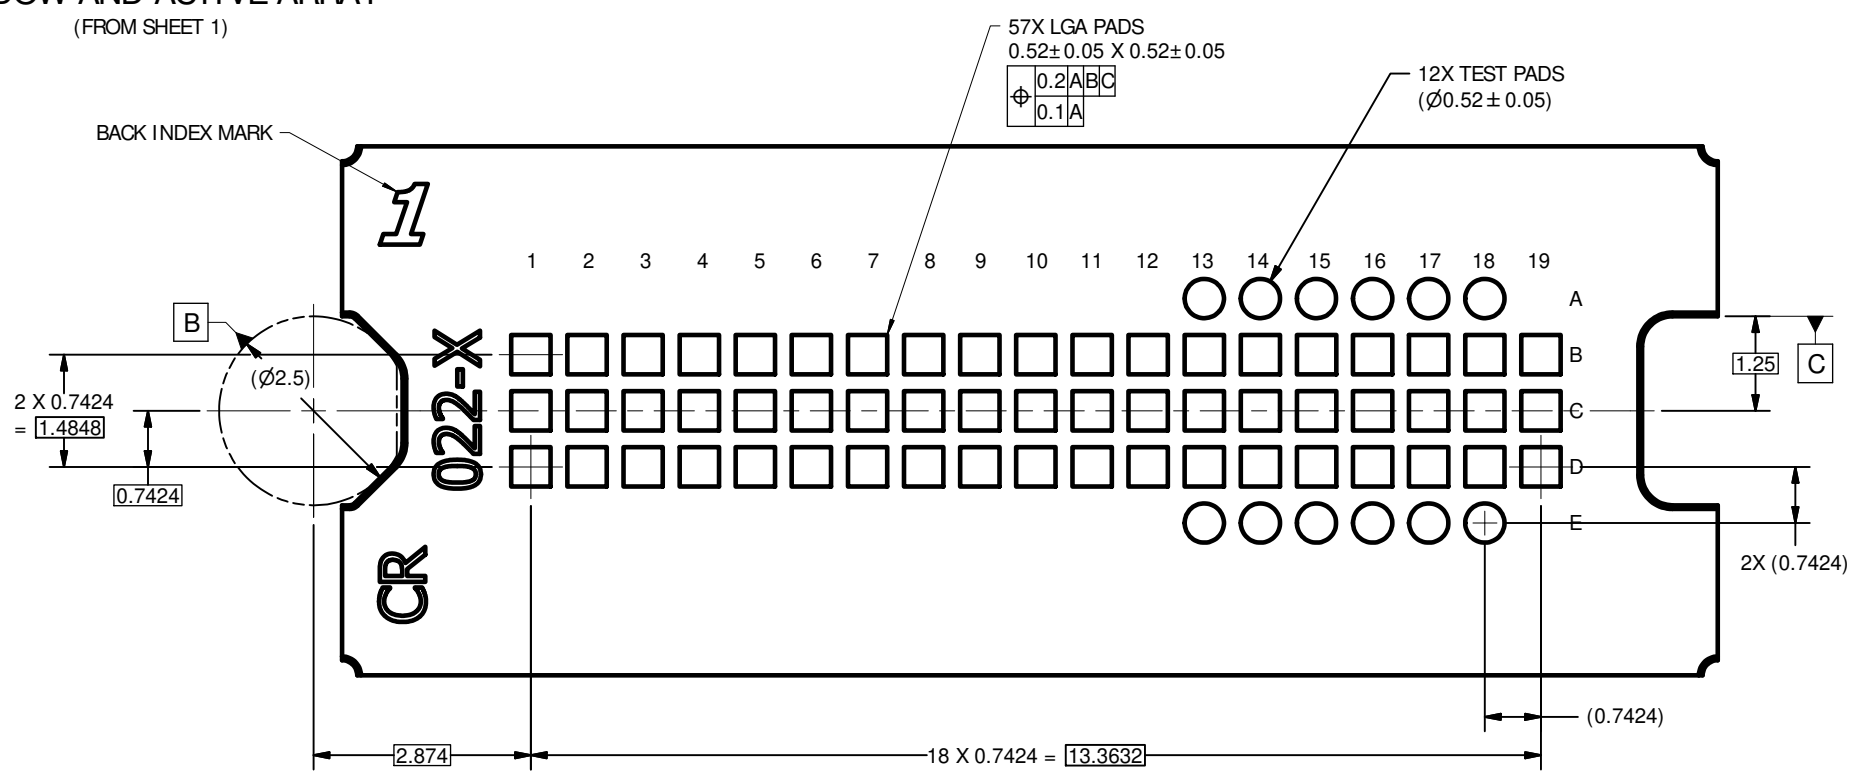 (FROM SHEET 1)
57X LGA PADS
0.52± 0.05 X 0.52± 0.05
⌖ 0.2 A B C
0.1 A
12X TEST PADS
(Ø0.52 ± 0.05)
BACK INDEX MARK
1
1 2 3 4 5 6 7 8 9 10 11 12 13 14 15 16 17 18 19
A
B
B
C
D
E
(Ø2.5)
022-X
CR
1.25
C
2 X 0.7424
= 1.4848
0.7424
2X (0.7424)
(0.7424)
2.874
18 X 0.7424 = 13.3632